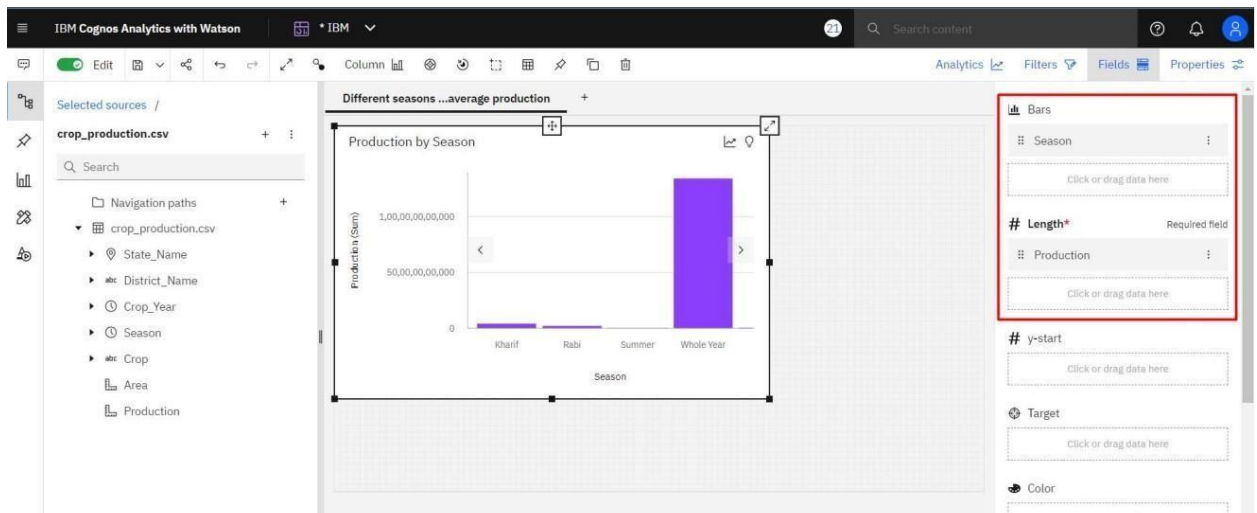 IBM Cognos Analytics with Watson
* IBM
21
Search content
Edit
Column
Analytics
Filters
Fields
Properties
Selected sources /
crop_production.csv
Search
Navigation paths
crop_production.csv
State_Name
abc District_Name
Crop_Year
Season
abc Crop
Area
Production
Different seasons ...average production
Production by Season
Production (Sum)
1,00,00,00,00,000
50,00,00,00,000
0
Kharif Rabi Summer Whole Year
Season
Bars
Season
Click or drag data here
# Length* Required field
Production
Click or drag data here
# y-start
Click or drag data here
Target
Click or drag data here
Color